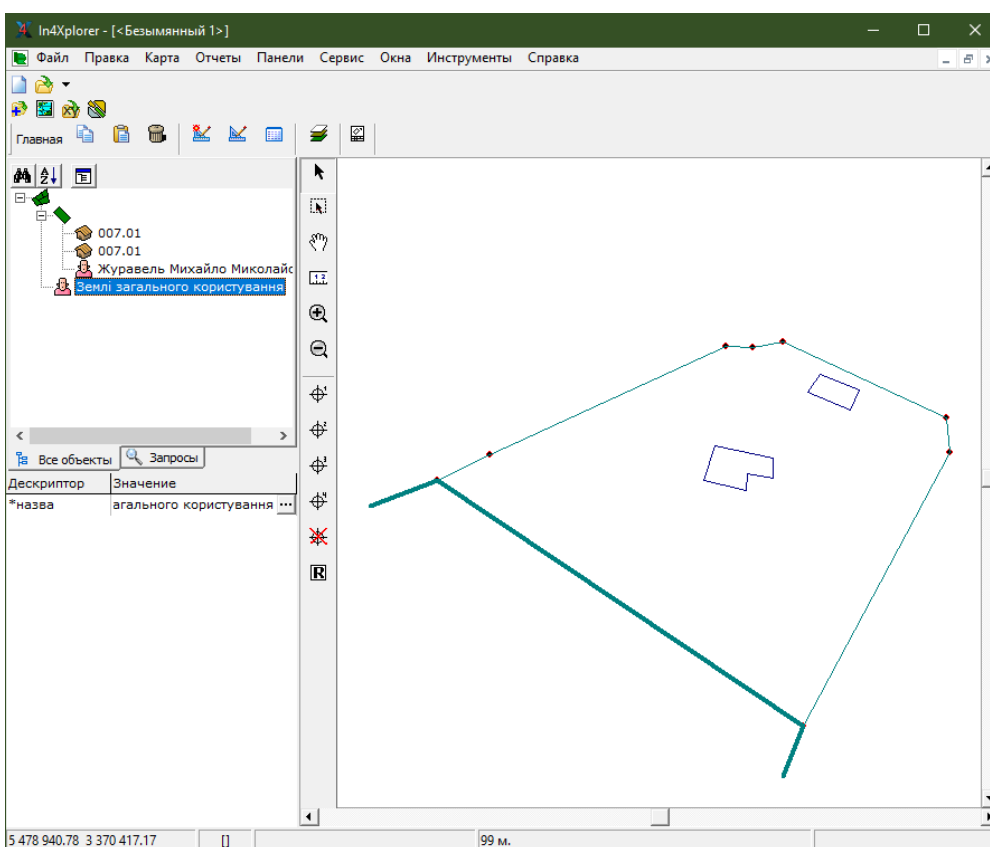 In4Xplorer - [<Безымянный 1>]
Файл Правка Карта Отчеты Панели Сервис Окна Инструменты Справка
Главная
007.01
007.01
Журавель Михайло Миколайс
Землі загального користування
Все объекты Запросы
Дескриптор Значение
*назва агального користування ...
5 478 940.78 3 370 417.17 [] 99 м.